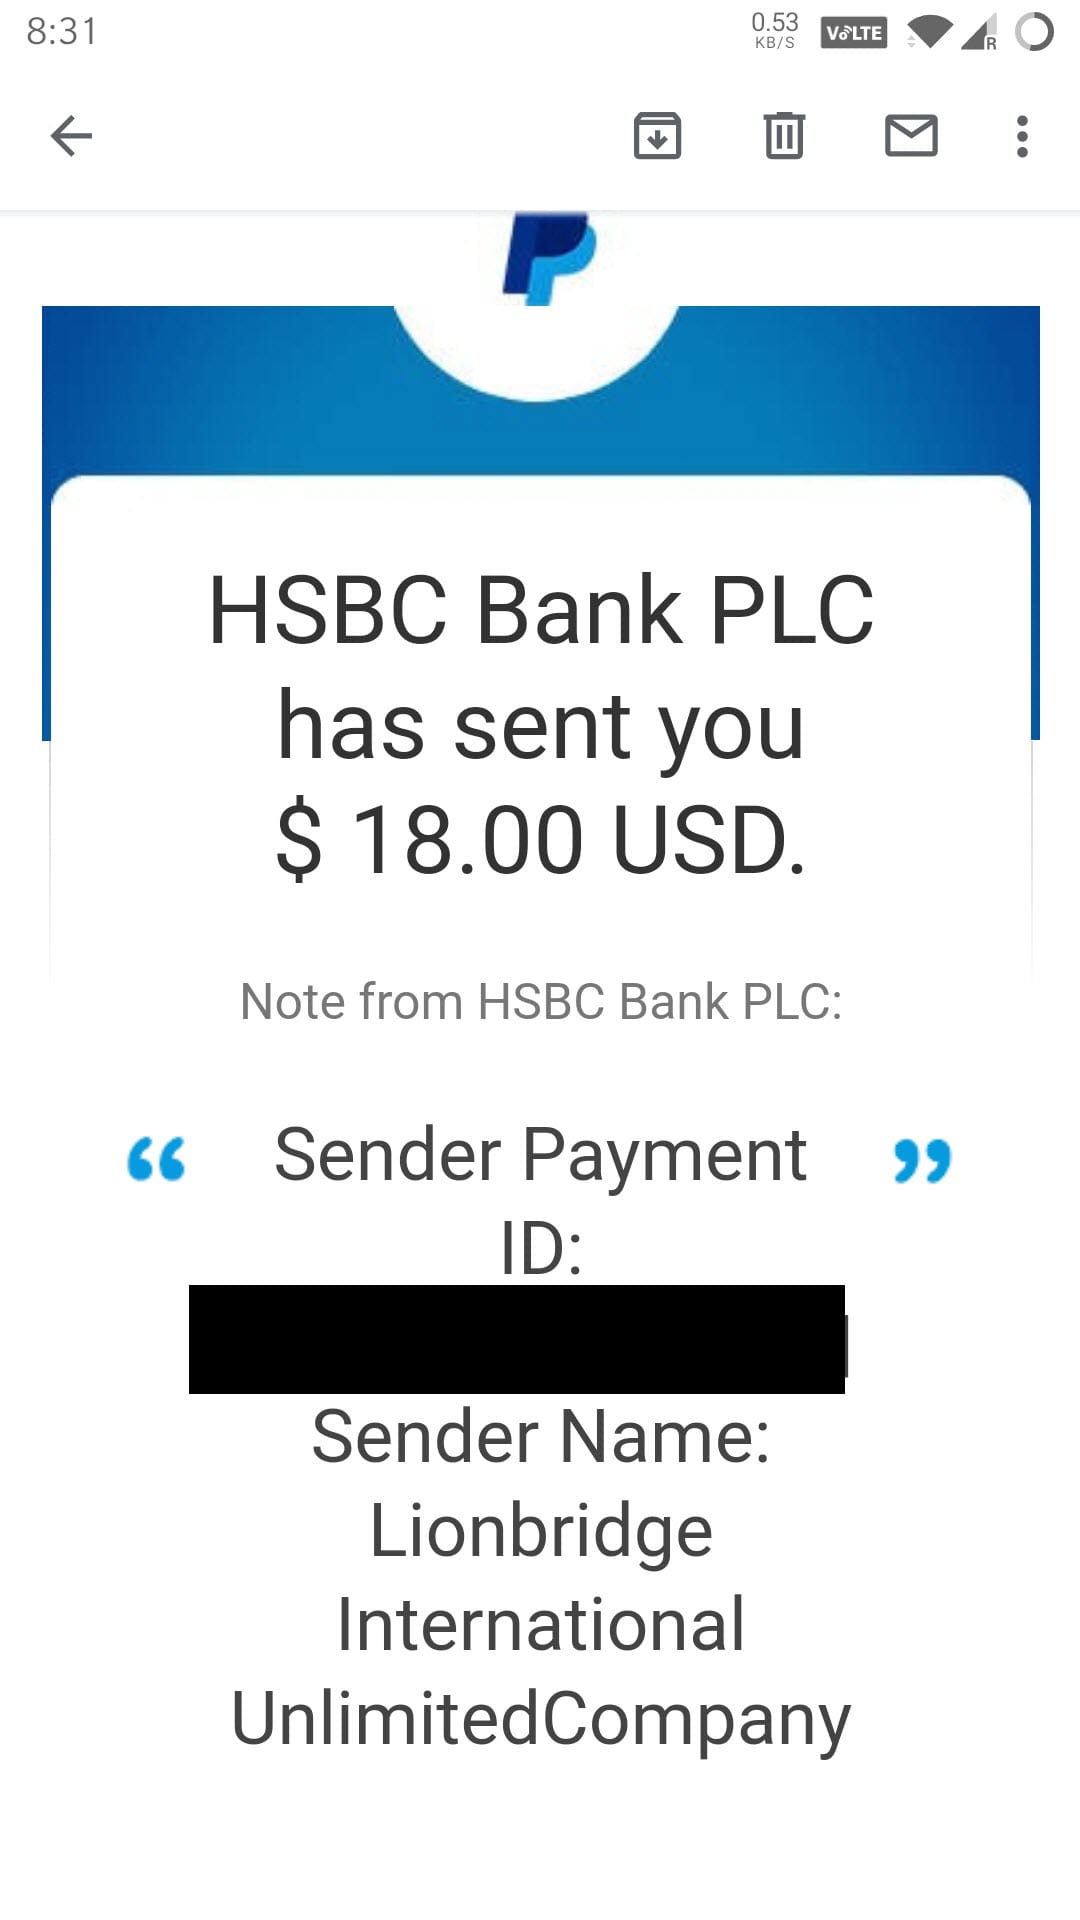 8:31
0.53
KB/S
VoLTE
R
HSBC Bank PLC
has sent you
$ 18.00 USD.
Note from HSBC Bank PLC:
“ Sender Payment ”
ID:
Sender Name:
Lionbridge
International
UnlimitedCompany